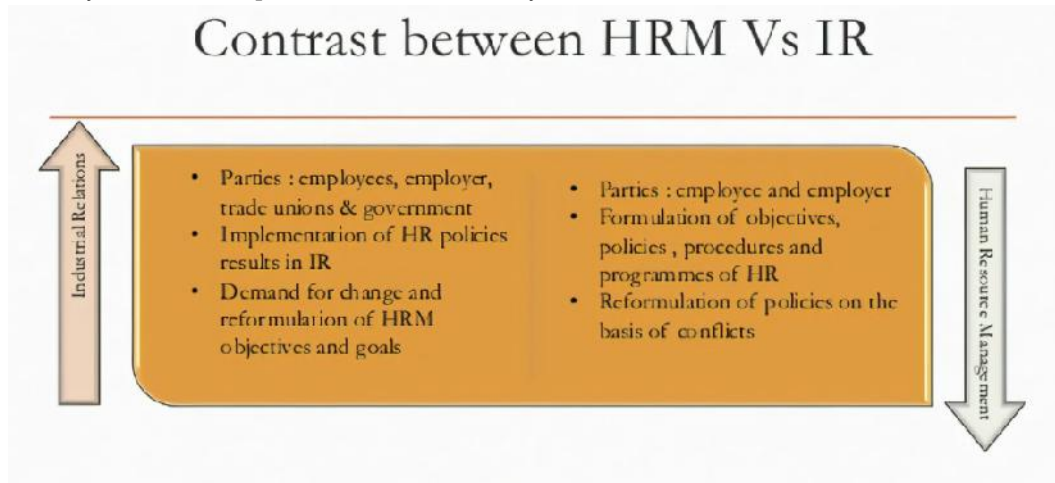 Contrast between HRM Vs IR
Industrial Relations
• Parties : employees, employer,
trade unions & government
• Implementation of HR policies
results in IR
• Demand for change and
reformulation of HRM
objectives and goals
• Parties : employee and employer
• Formulation of objectives,
policies , procedures and
programmes of HR
• Reformulation of policies on the
basis of conflicts
Human Resource Management